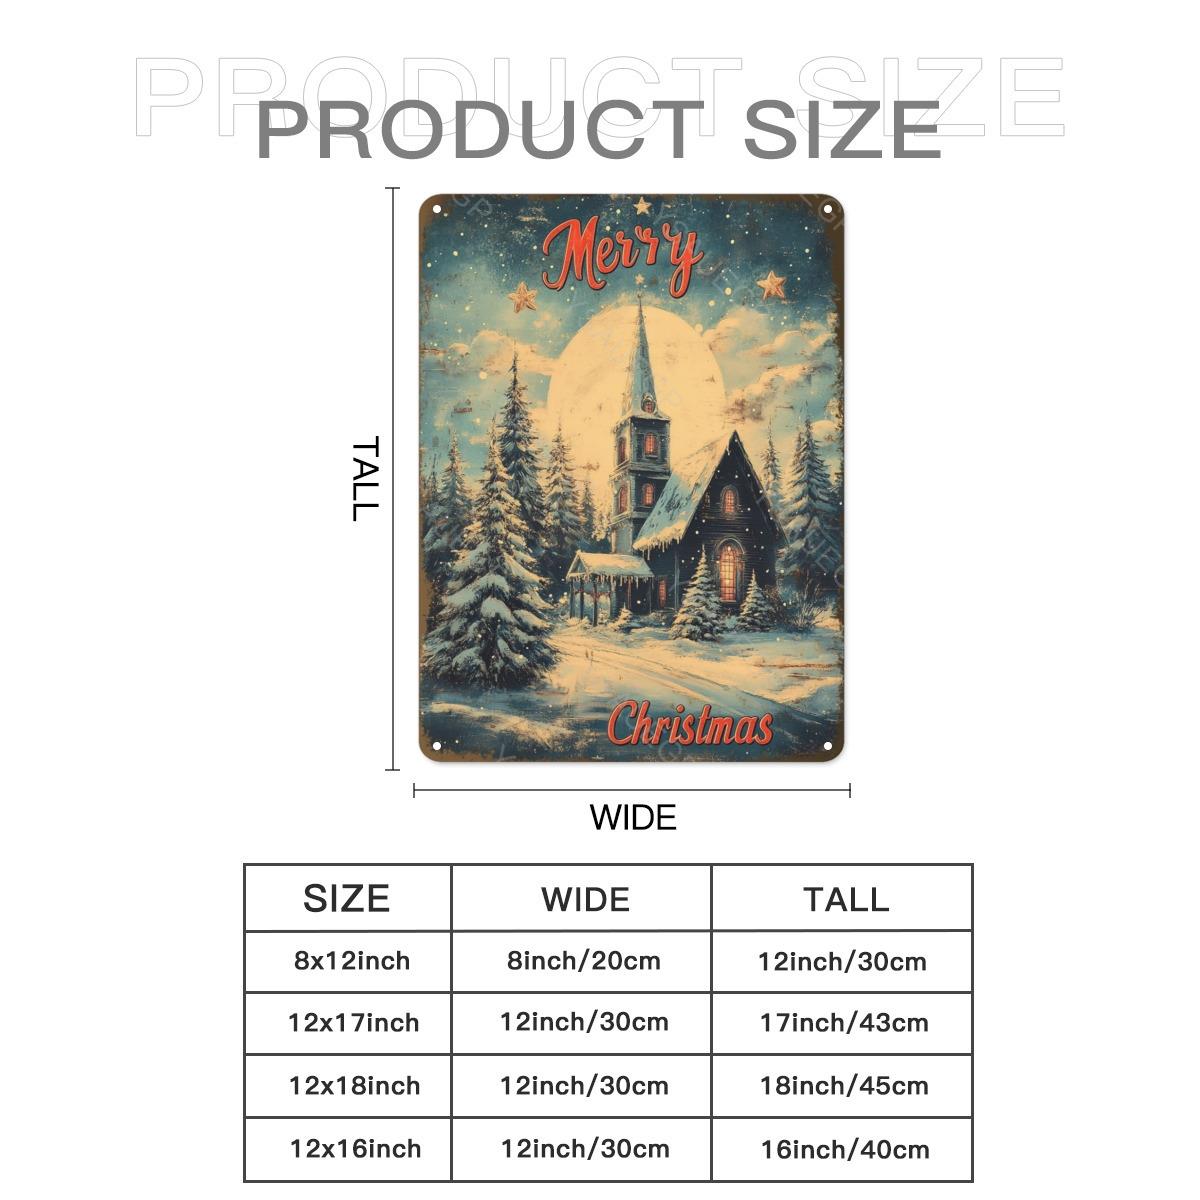 PRODUCT SIZE
PRODUCT SIZE
Merry
TALL
Christmas
WIDE
SIZE WIDE TALL
8x12inch 8inch/20cm 12inch/30cm
12x17inch 12inch/30cm 17inch/43cm
12x18inch 12inch/30cm 18inch/45cm
12x16inch 12inch/30cm 16inch/40cm